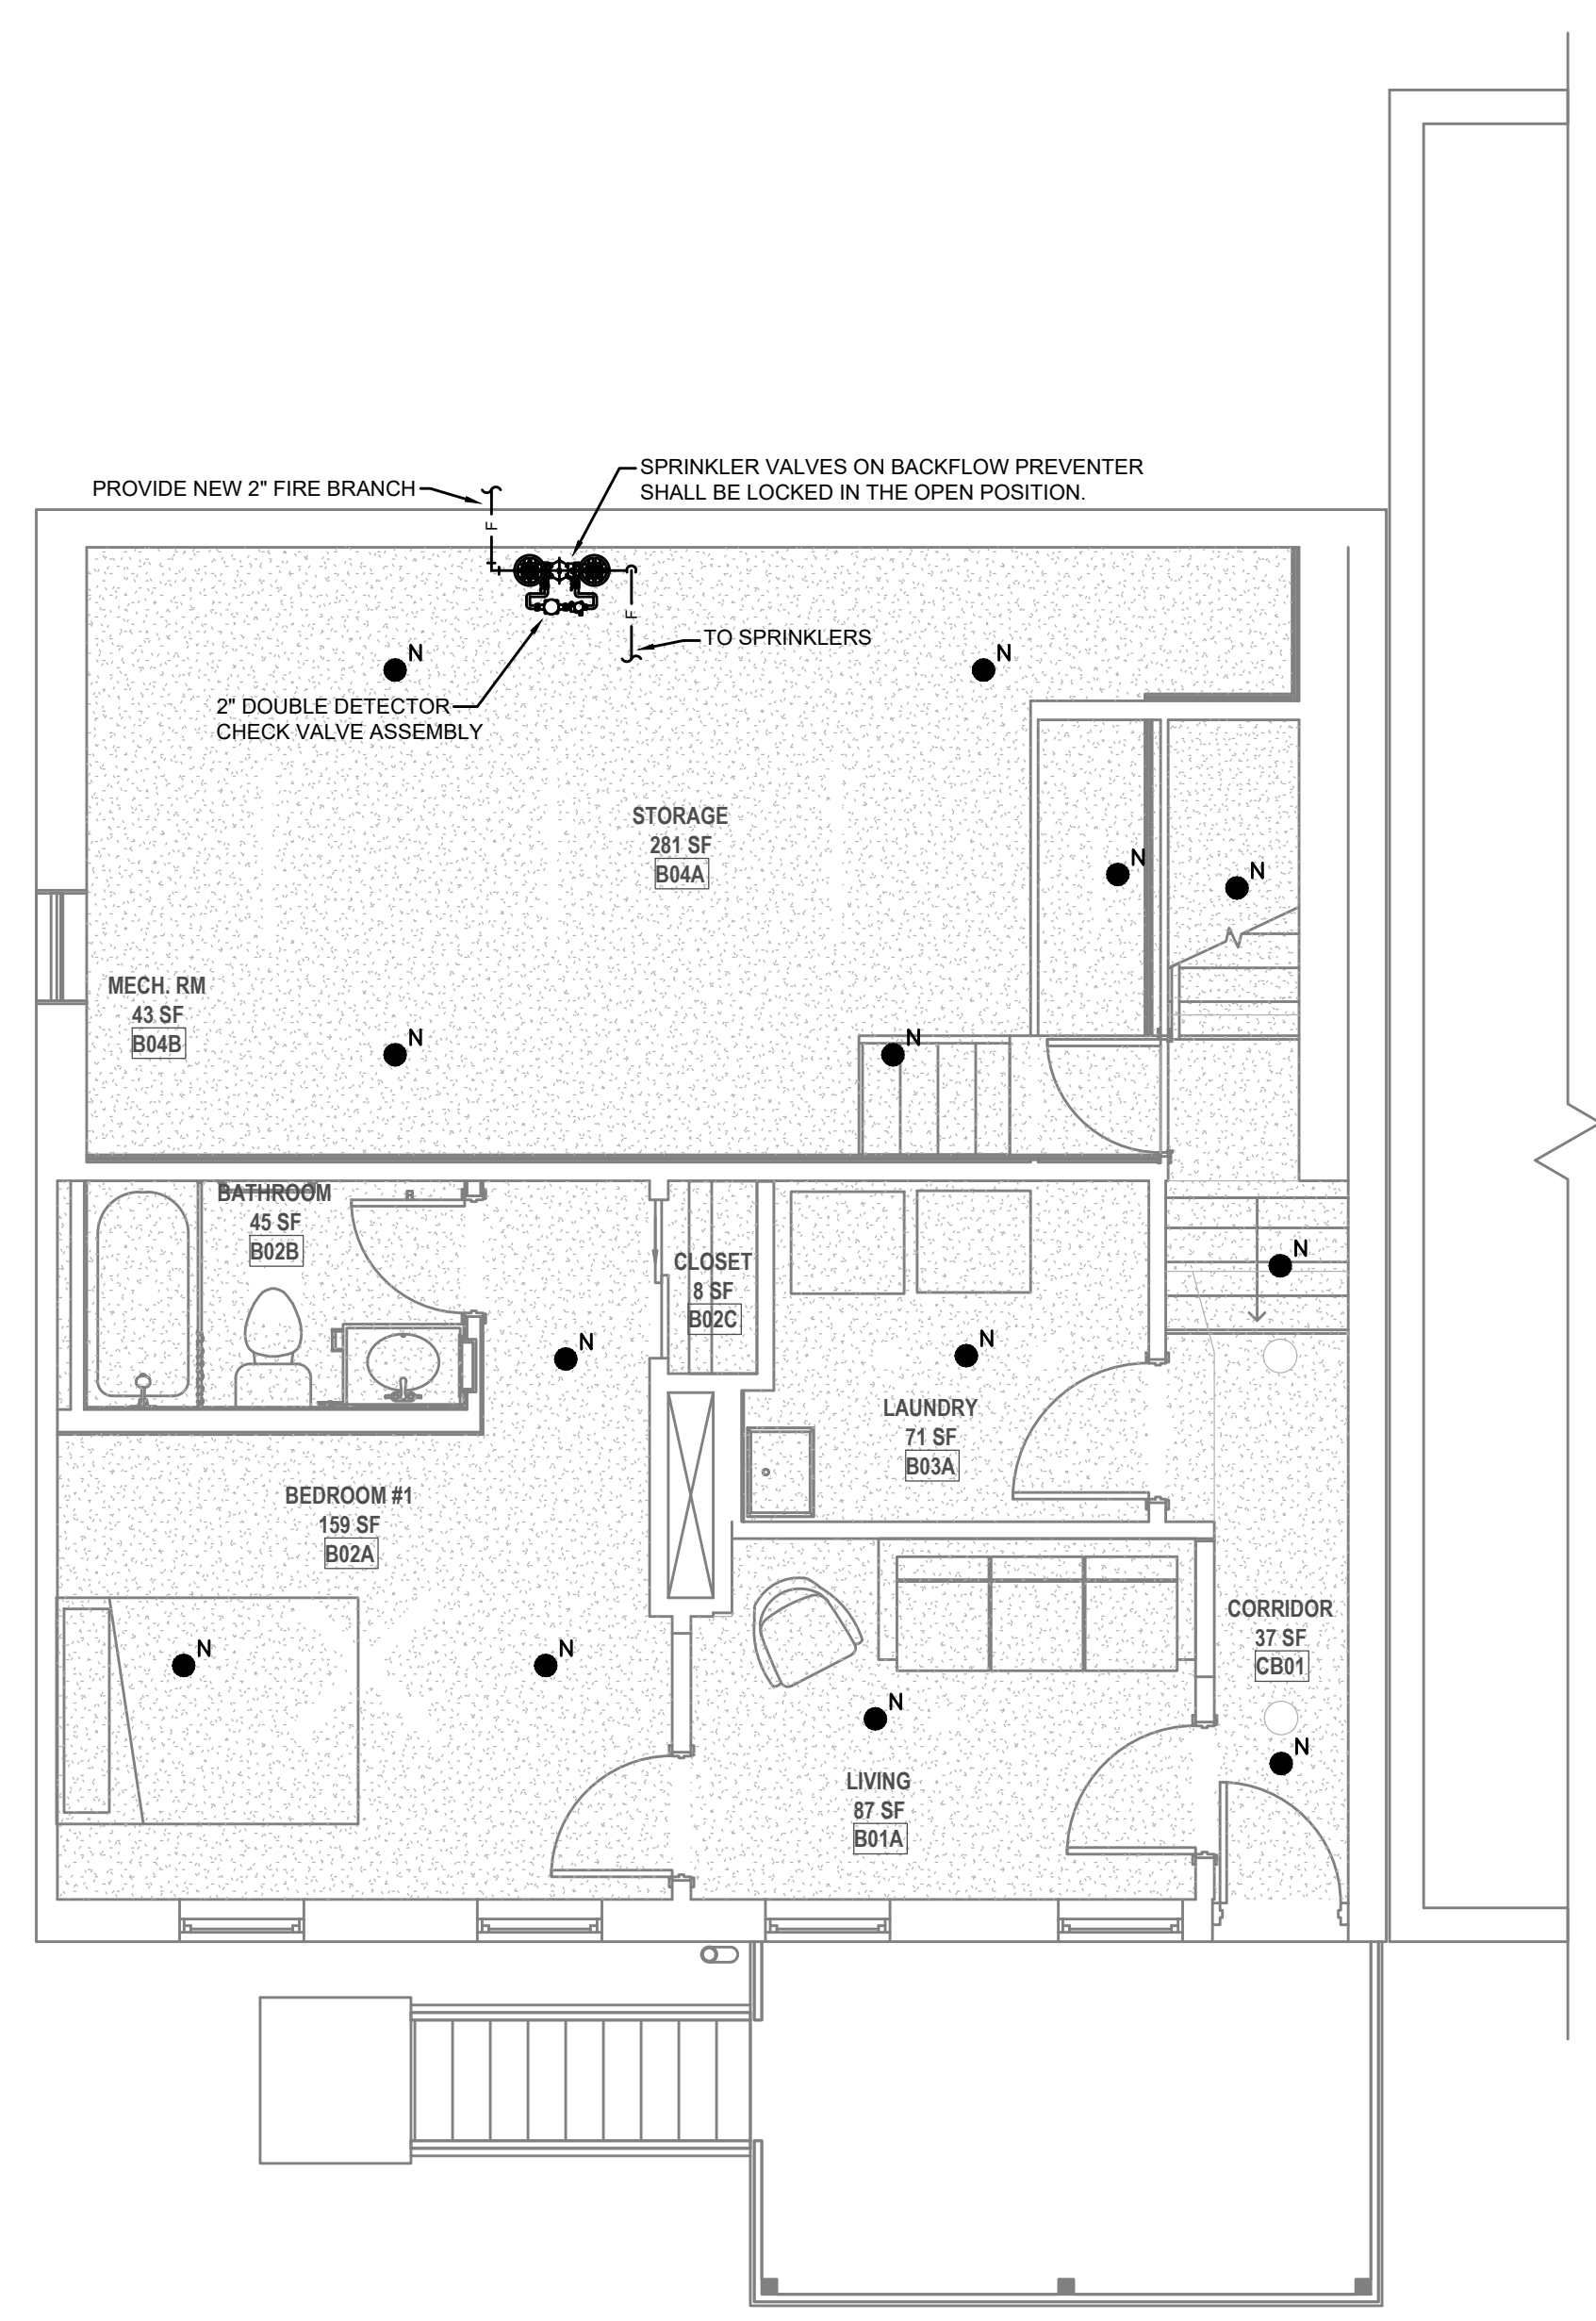 SPRINKLER VALVES ON BACKFLOW PREVENTER
SHALL BE LOCKED IN THE OPEN POSITION.
PROVIDE NEW 2" FIRE BRANCH
F
F
TO SPRINKLERS
N
N
2" DOUBLE DETECTOR
CHECK VALVE ASSEMBLY
STORAGE
281 SF
B04A
N
N
MECH. RM
43 SF
B04B
N
N
BATHROOM
45 SF
B02B
CLOSET
8 SF
B02C
N
N
N
LAUNDRY
71 SF
B03A
BEDROOM #1
159 SF
B02A
CORRIDOR
37 SF
CB01
N
N
N
N
LIVING
87 SF
B01A